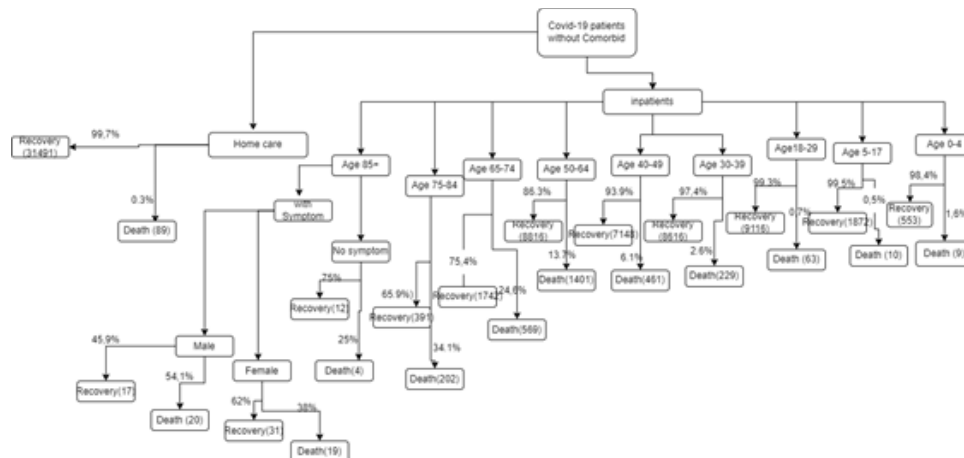 Covid-19 patients
without Comorbid
inpatients
Home care
99,7%
Recovery
(31491)
0.3%
Death (89)
Age 85+
Age 75-84
Age 65-74
Age 50-64
Age 40-49
Age 30-39
Age18-29
Age 5-17
Age 0-4
with
Symptom
No symptom
86.3%
Recovery
(8816)
13.7%
Death(1401)
93.9%
Recovery(7148)
6.1%
Death(461)
97.4%
Recovery
(8616)
2.6%
Death(229)
99.3%
Recovery
(9116)
0,7%
Death (63)
99,5%
Recovery(1872)
0,5%
Death (10)
98,4%
Recovery
(553)
1,6%
Death (9)
75,4%
Recovery(1742)
24,6%
Death(569)
65.9%)
Recovery(391)
34.1%
Death(202)
75%
Recovery(12)
25%
Death(4)
Male
45,9%
Recovery(17)
54,1%
Death (20)
Female
62%
Recovery(31)
38%
Death(19)